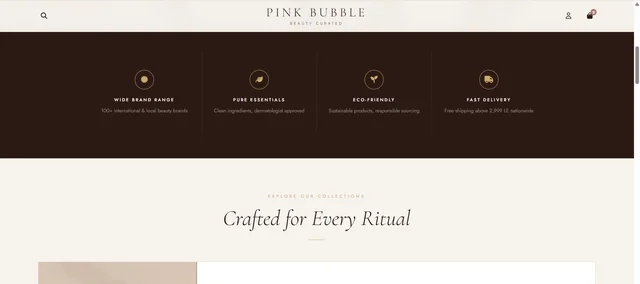 PINK BUBBLE
BEAUTY CURATED
WIDE BRAND RANGE
100+ international & local beauty brands
PURE ESSENTIALS
Clean ingredients, dermatologist approved
ECO-FRIENDLY
Sustainable products, responsible sourcing
FAST DELIVERY
Free shipping above 2,999 LE nationwide
EXPLORE OUR COLLECTIONS
Crafted for Every Ritual